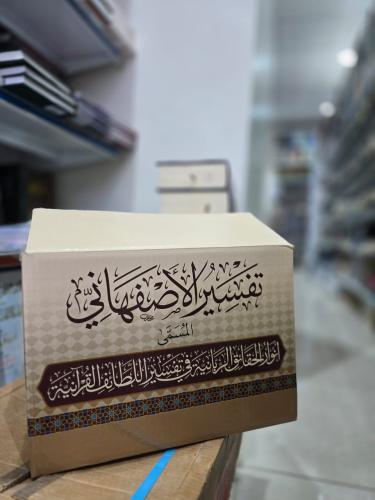 تفسير الأصفهاني
المسمى
أنوار الحقائق الربانية في تفسير اللطائف القرآنية